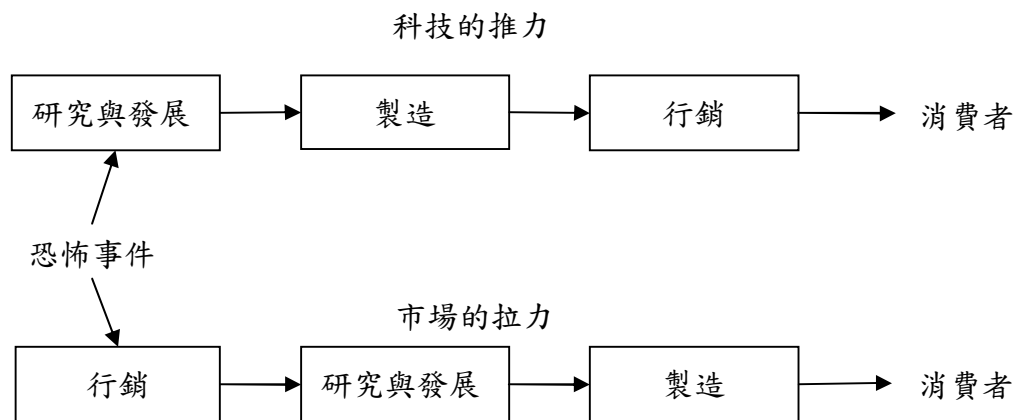 科技的推力
研究與發展
製造
行銷
消費者
恐怖事件
市場的拉力
行銷
研究與發展
製造
消費者